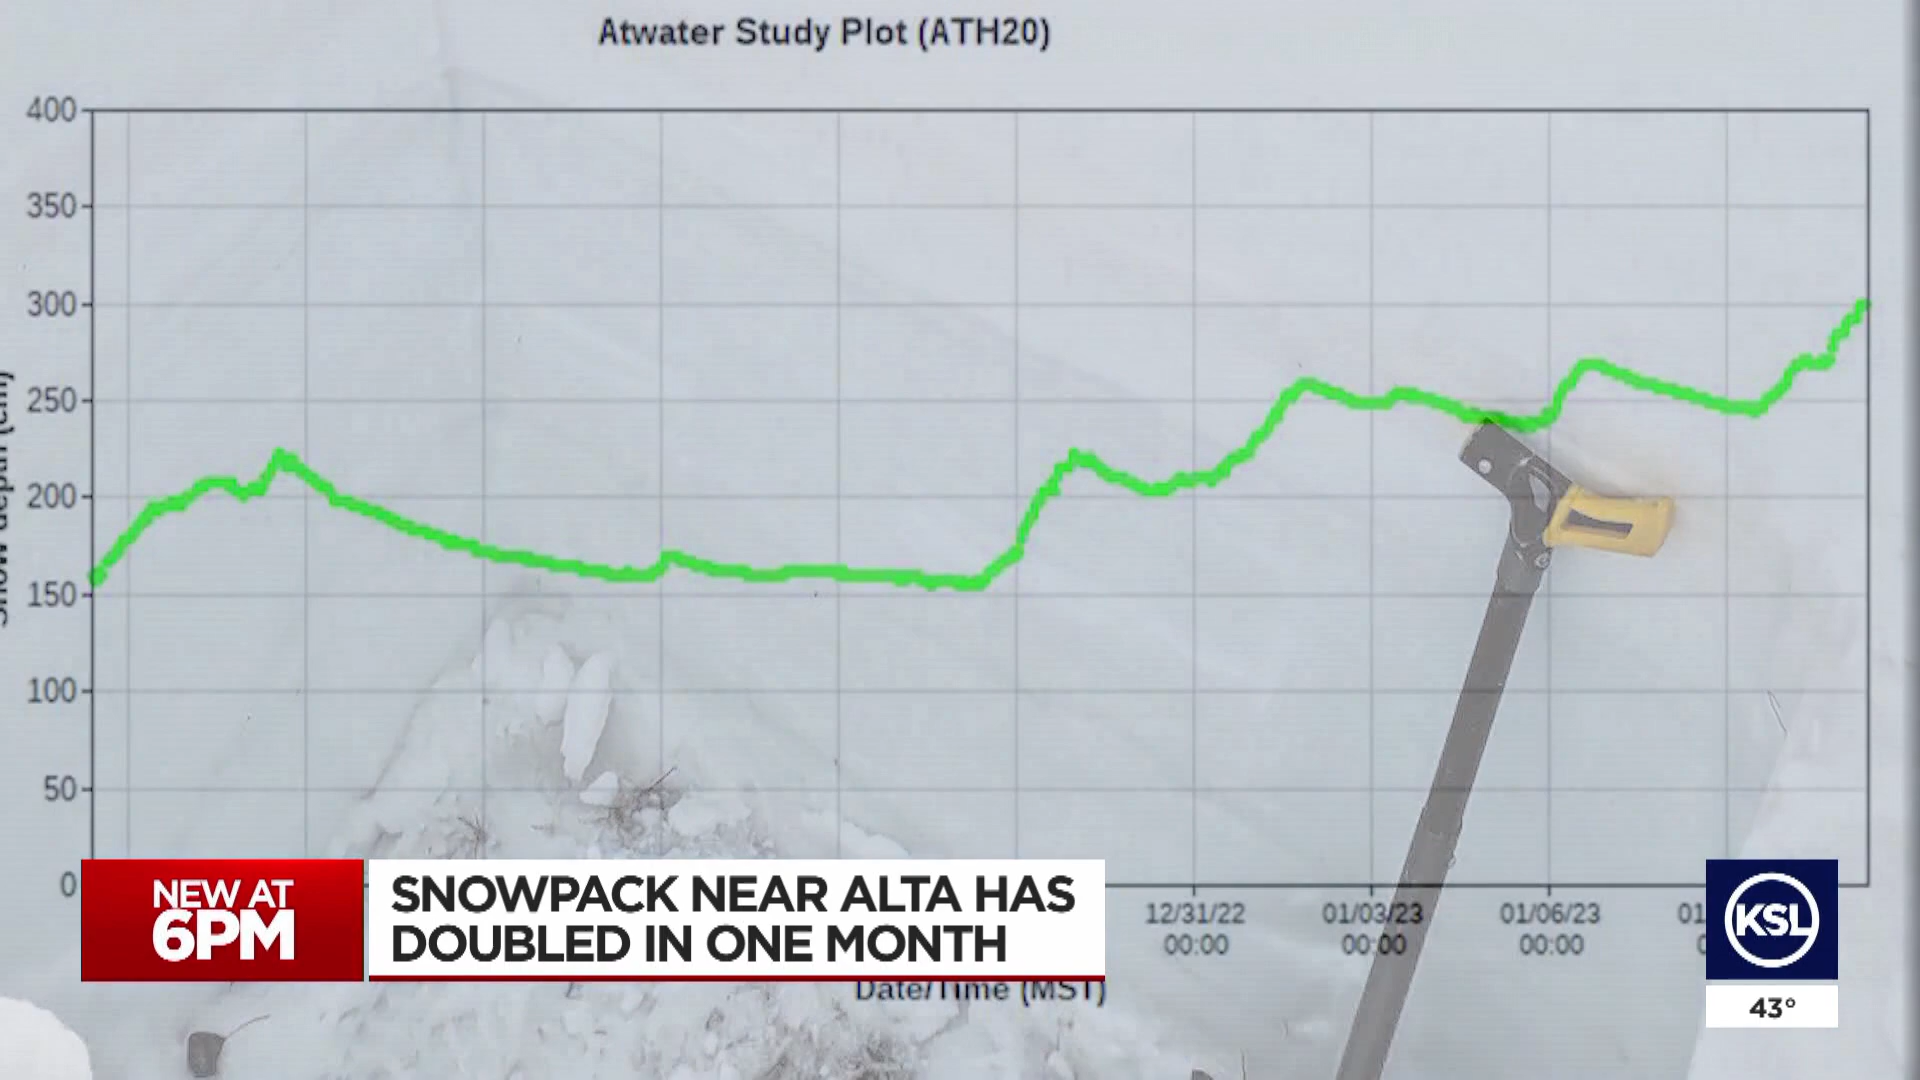 Atwater Study Plot (ATH20)
400
350
300
250
200
150
100
50
0
12/31/22
00:00
01/03/23
00:00
01/06/23
00:00
01
Date/Time (MST)
NEW AT
6PM
SNOWPACK NEAR ALTA HAS
DOUBLED IN ONE MONTH
KSL
43°